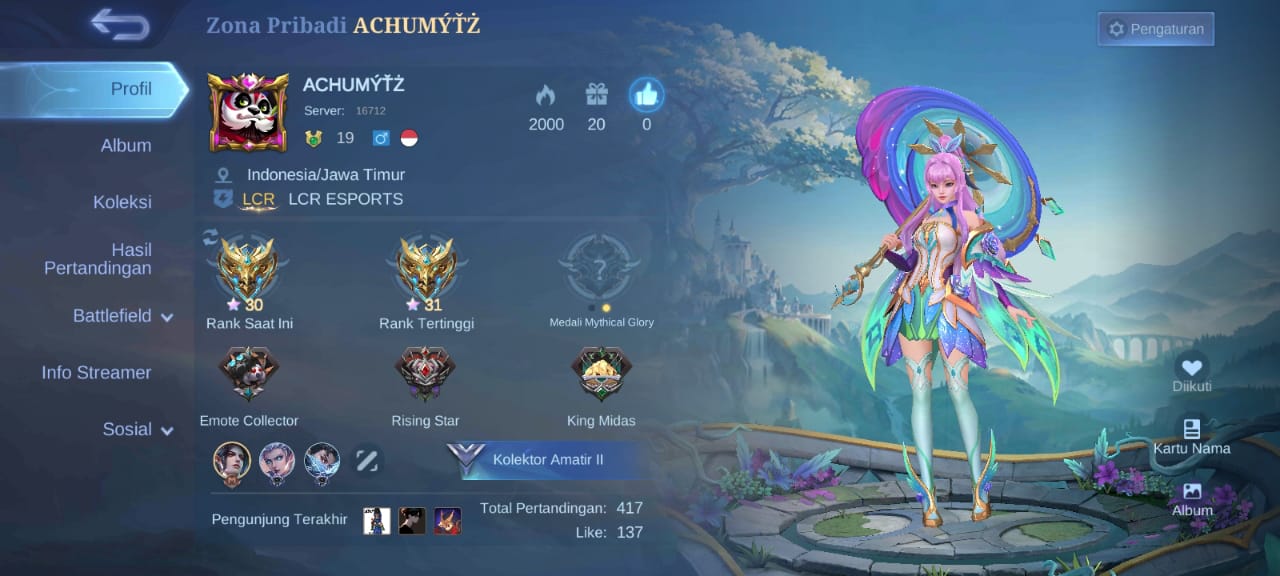 Zona Pribadi ACHUMÝŤŻ
Pengaturan
Profil
Album
Koleksi
Hasil
Pertandingan
Battlefield
Info Streamer
Sosial
ACHUMÝŤŻ
Server: 16712
19
2000
20
0
Indonesia/Jawa Timur
LCR LCR ESPORTS
30
Rank Saat Ini
31
Rank Tertinggi
?
Medali Mythical Glory
Emote Collector
Rising Star
King Midas
Kolektor Amatir II
Pengunjung Terakhir
Total Pertandingan: 417
Like: 137
Diikuti
Kartu Nama
Album